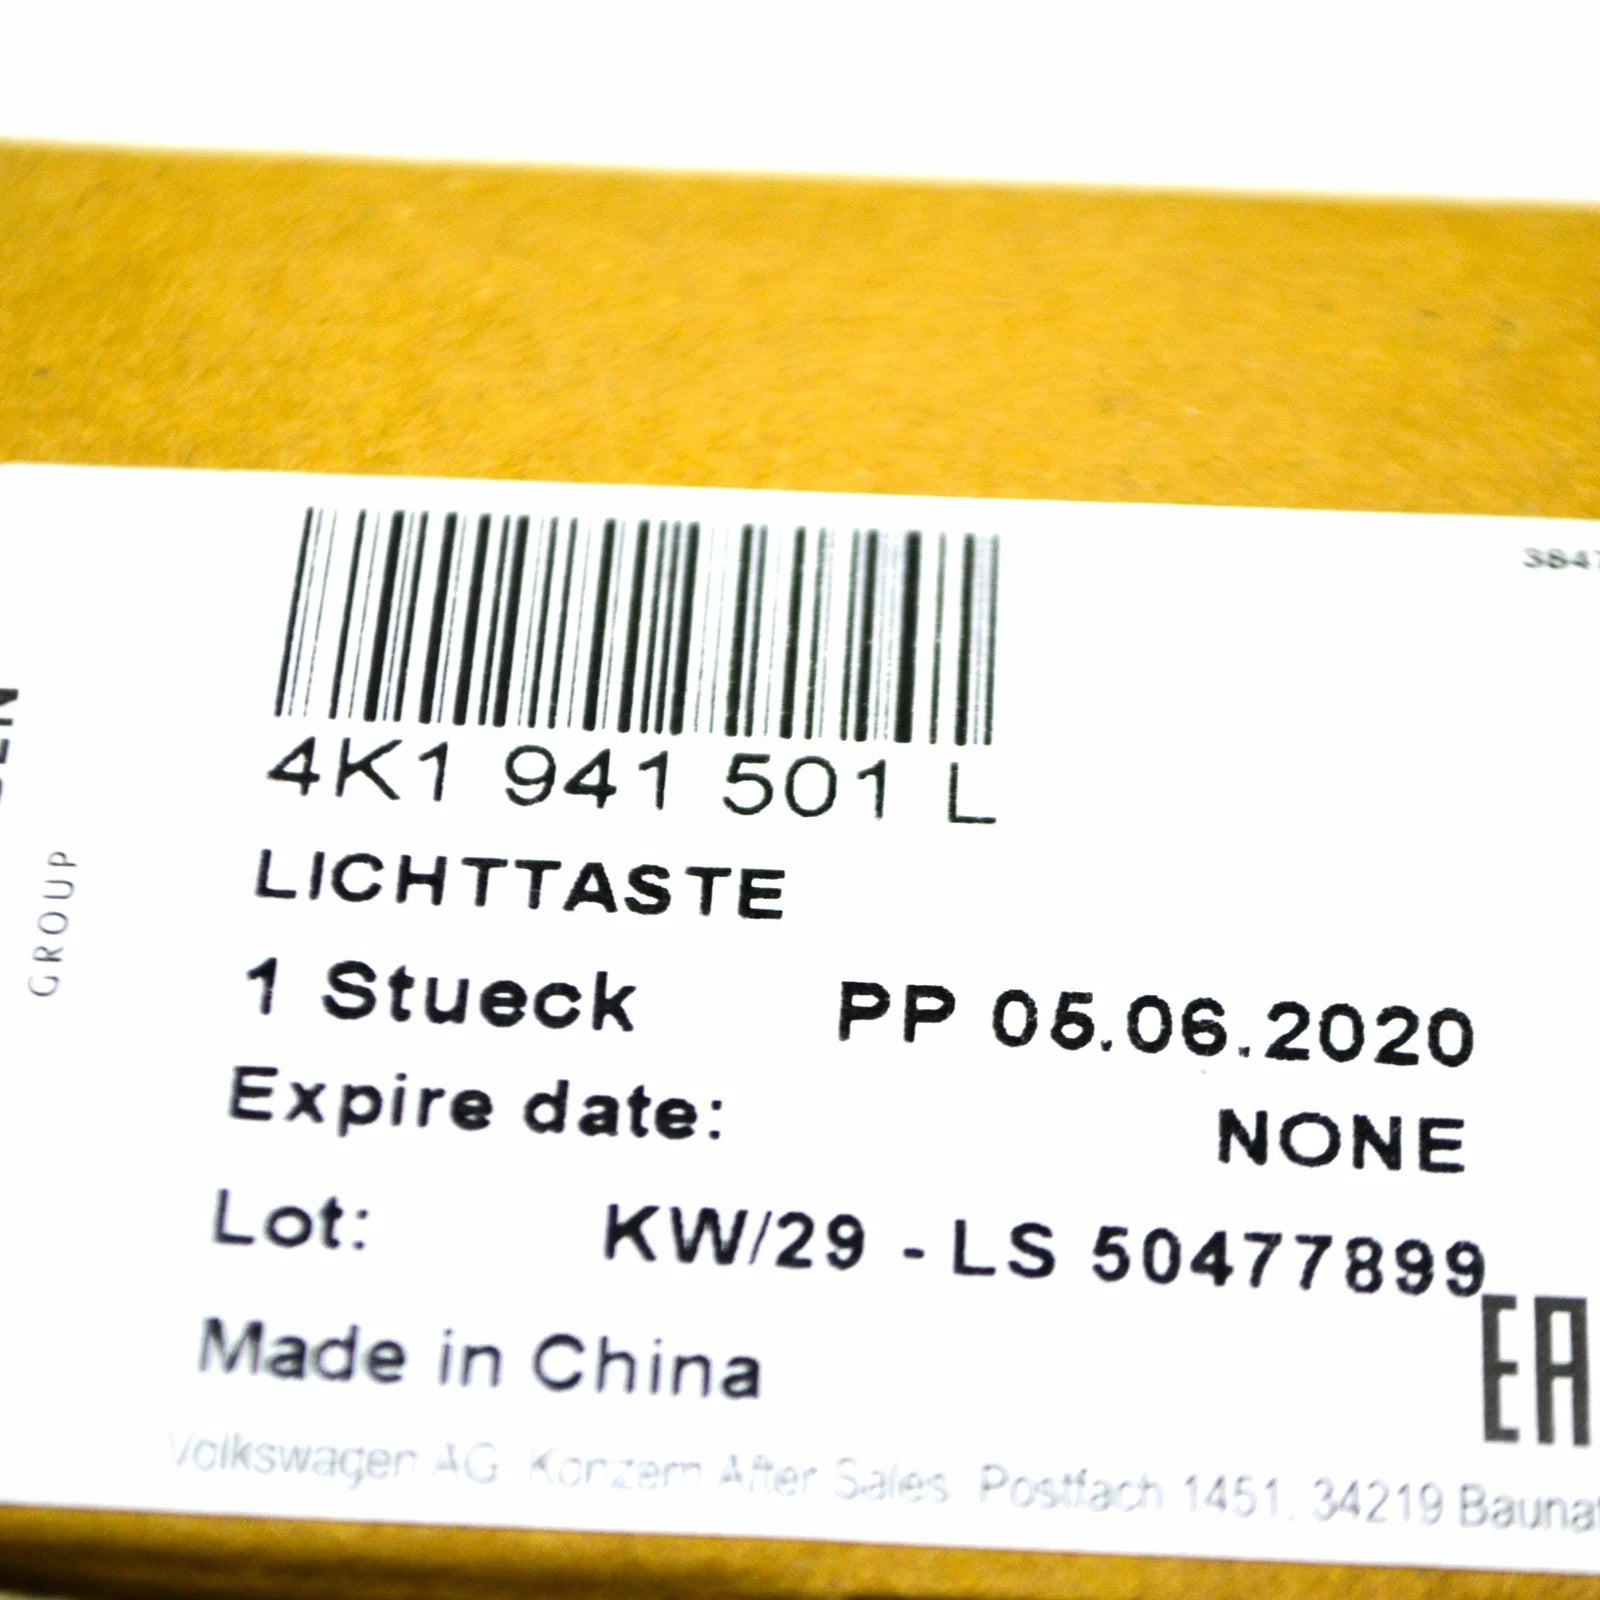 4K1 941 501 L
LICHTTASTE
1 Stueck PP 05.06.2020
Expire date: NONE
Lot: KW/29 - LS 50477899
Made in China
EA
Volkswagen AG, Konzern After Sales, Postfach 1451, 34219
GROUP